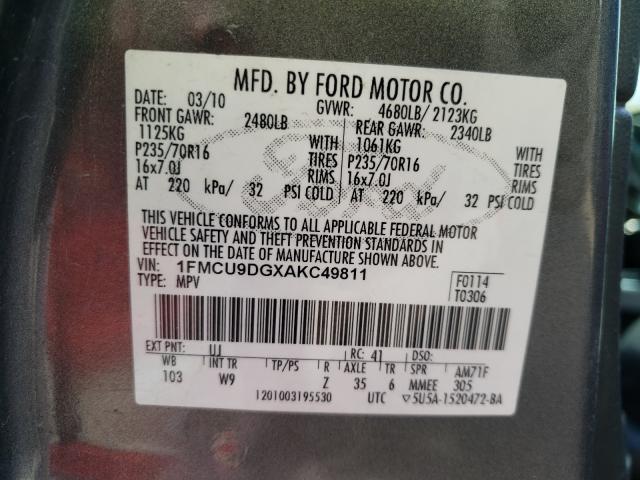 MFD. BY FORD MOTOR CO.
DATE: 03/10 GVWR: 4680LB/ 2123KG
FRONT GAWR: 2480LB REAR GAWR: 2340LB
1125KG WITH 1061KG WITH
P235/70R16 TIRES P235/70R16 TIRES
16x7.0J RIMS 16x7.0J RIMS
AT 220 kPa/ 32 PSI COLD AT 220 kPa/ 32 PSI COLD
Ford
THIS VEHICLE CONFORMS TO ALL APPLICABLE FEDERAL MOTOR
VEHICLE SAFETY AND THEFT PREVENTION STANDARDS IN
EFFECT ON THE DATE OF MANUFACTURE SHOWN ABOVE.
VIN: 1FMCU9DGXAKC49811 F0114
TYPE: MPV T0306
EXT PNT: UJ RC: 41 DSO:
WB INT TR TP/PS R AXLE TR SPR AM71F
103 W9 Z 35 6 MMEE 305
1201003195530 UTC ▽5U5A-1520472-BA